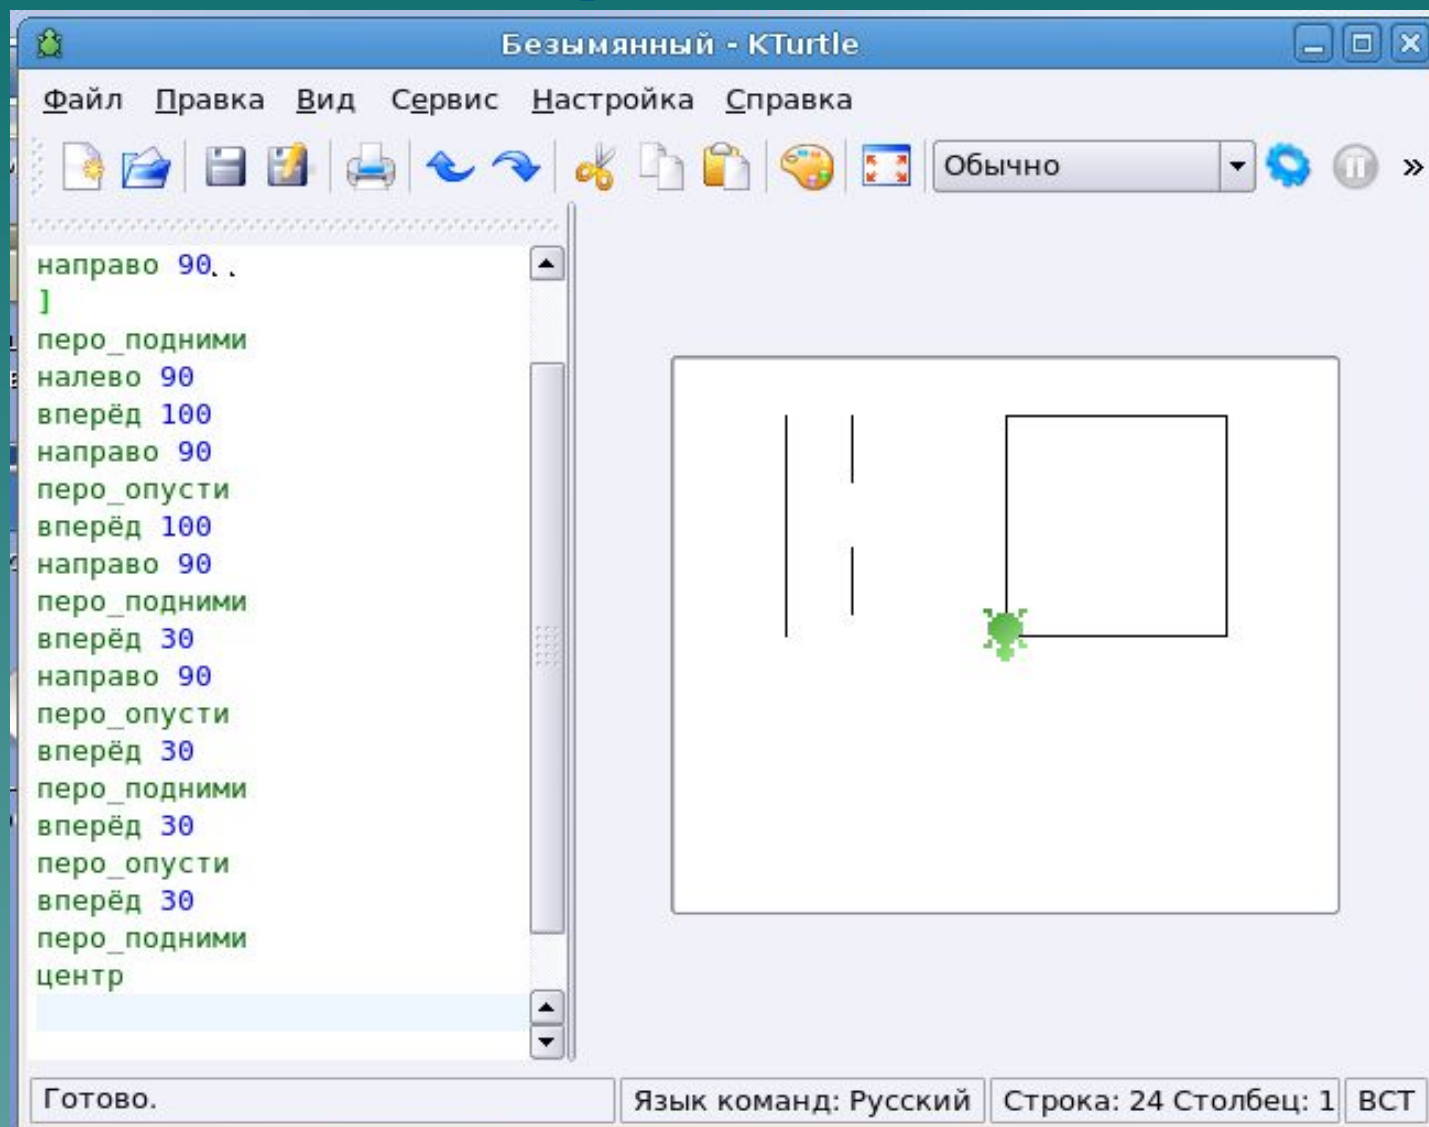 Безымянный - KTurtle
Файл Правка Вид Сервис Настройка Справка
Обычно »
направо 90
]
перо_подними
налево 90
вперёд 100
направо 90
перо_опусти
вперёд 100
направо 90
перо_подними
вперёд 30
направо 90
перо_опусти
вперёд 30
перо_подними
вперёд 30
перо_опусти
вперёд 30
перо_подними
центр
Готово.
Язык команд: Русский
Строка: 24 Столбец: 1
ВСТ